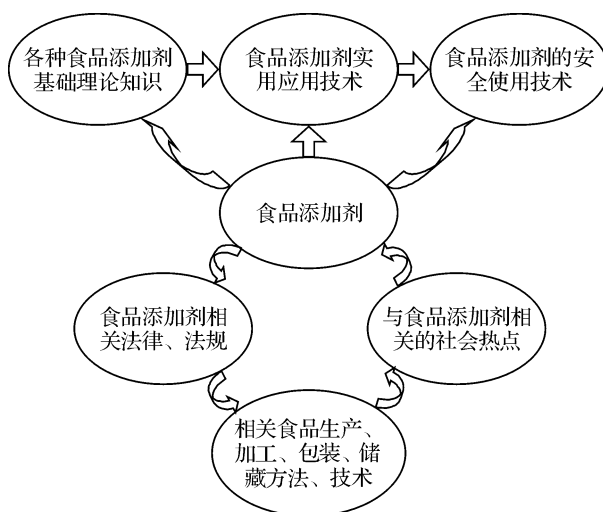 各种食品添加剂
基础理论知识
食品添加剂实
用应用技术
食品添加剂的安
全使用技术
食品添加剂
食品添加剂相
关法律、法规
与食品添加剂相
关的社会热点
相关食品生产、
加工、包装、储
藏方法、技术